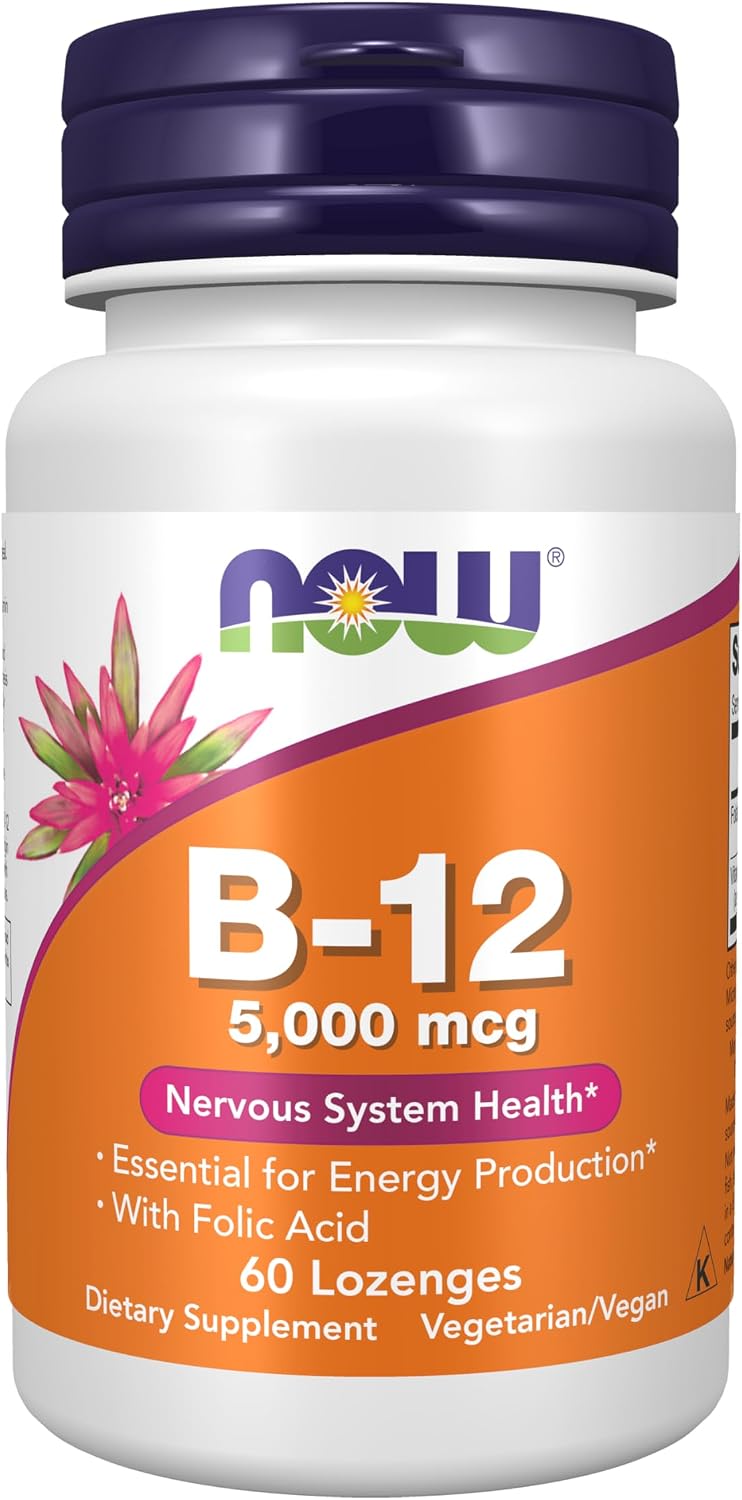 NOW®
B-12
5,000 mcg
Nervous System Health*
• Essential for Energy Production*
• With Folic Acid
60 Lozenges
Dietary Supplement Vegetarian/Vegan
K